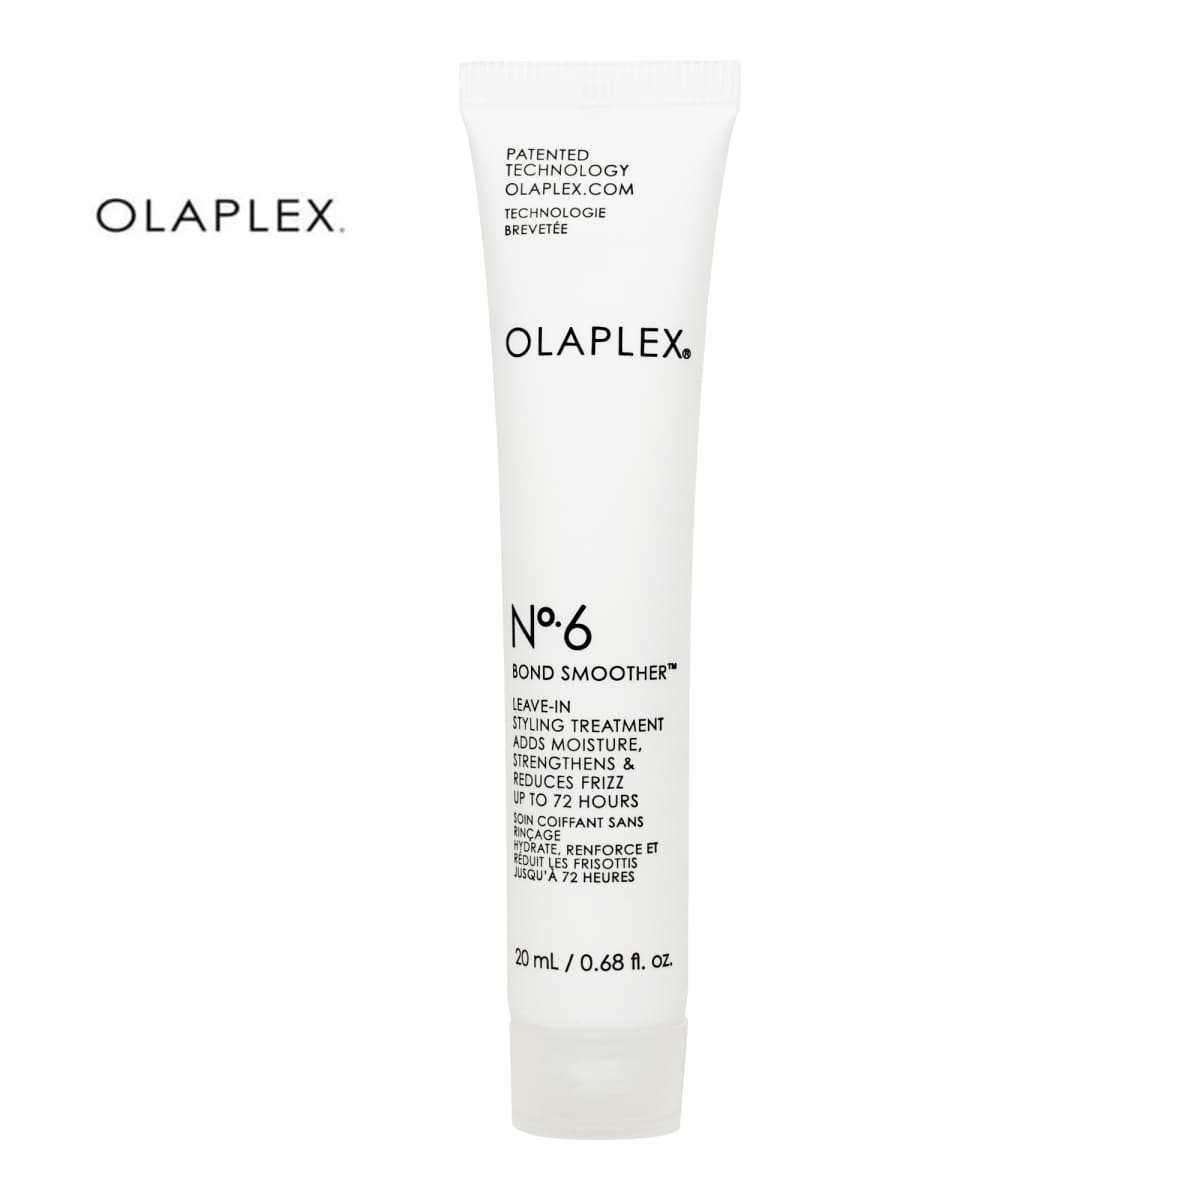 OLAPLEX.
PATENTED
TECHNOLOGY
OLAPLEX.COM
TECHNOLOGIE
BREVETÉE
OLAPLEX®
Nº.6
BOND SMOOTHER™
LEAVE-IN
STYLING TREATMENT
ADDS MOISTURE,
STRENGTHENS &
REDUCES FRIZZ
UP TO 72 HOURS
SOIN COIFFANT SANS
RINÇAGE
HYDRATE, RENFORCE ET
RÉDUIT LES FRISOTTIS
JUSQU'À 72 HEURES
20 mL / 0.68 fl. oz.